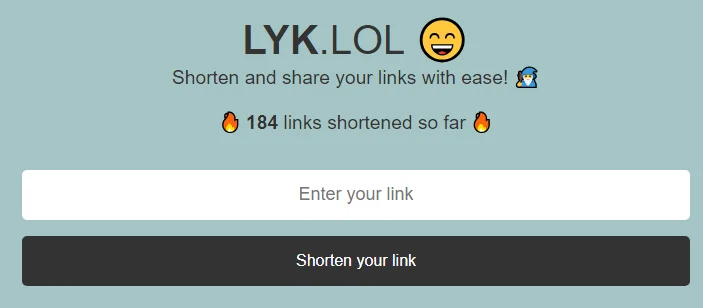 LYK.LOL 😄
Shorten and share your links with ease! 🧙‍♂️
🔥 184 links shortened so far 🔥
Enter your link
Shorten your link